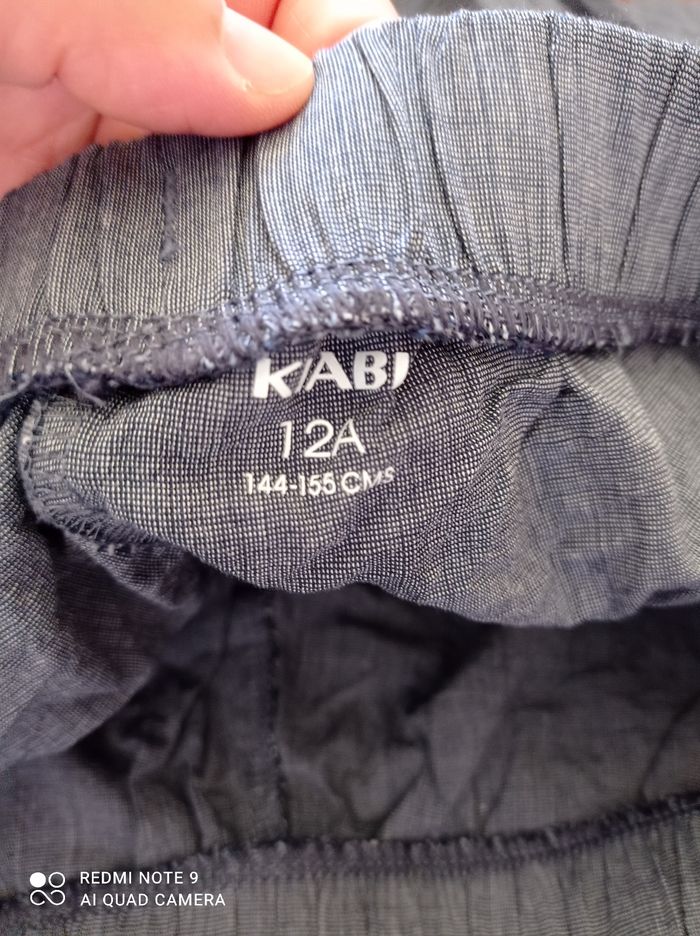 KIABI
12A
144-155 CMS
REDMI NOTE 9
AI QUAD CAMERA